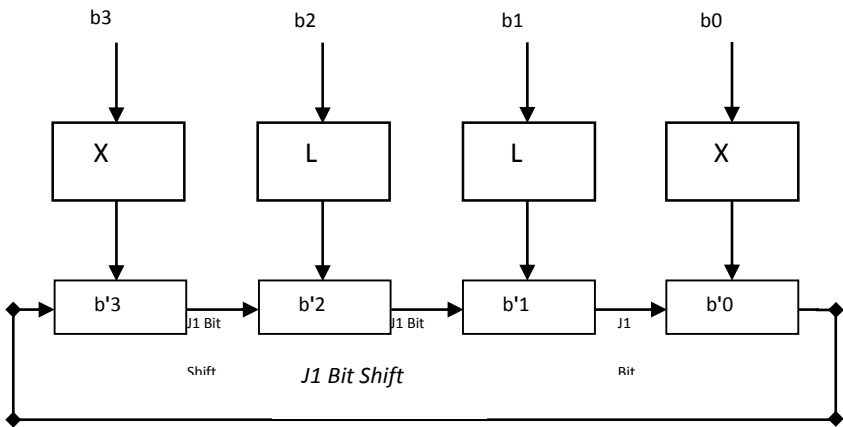 b3 b2 b1 b0
X L L X
b'3 b'2 b'1 b'0
J1 Bit J1 Bit J1
Shift J1 Bit Shift Bit